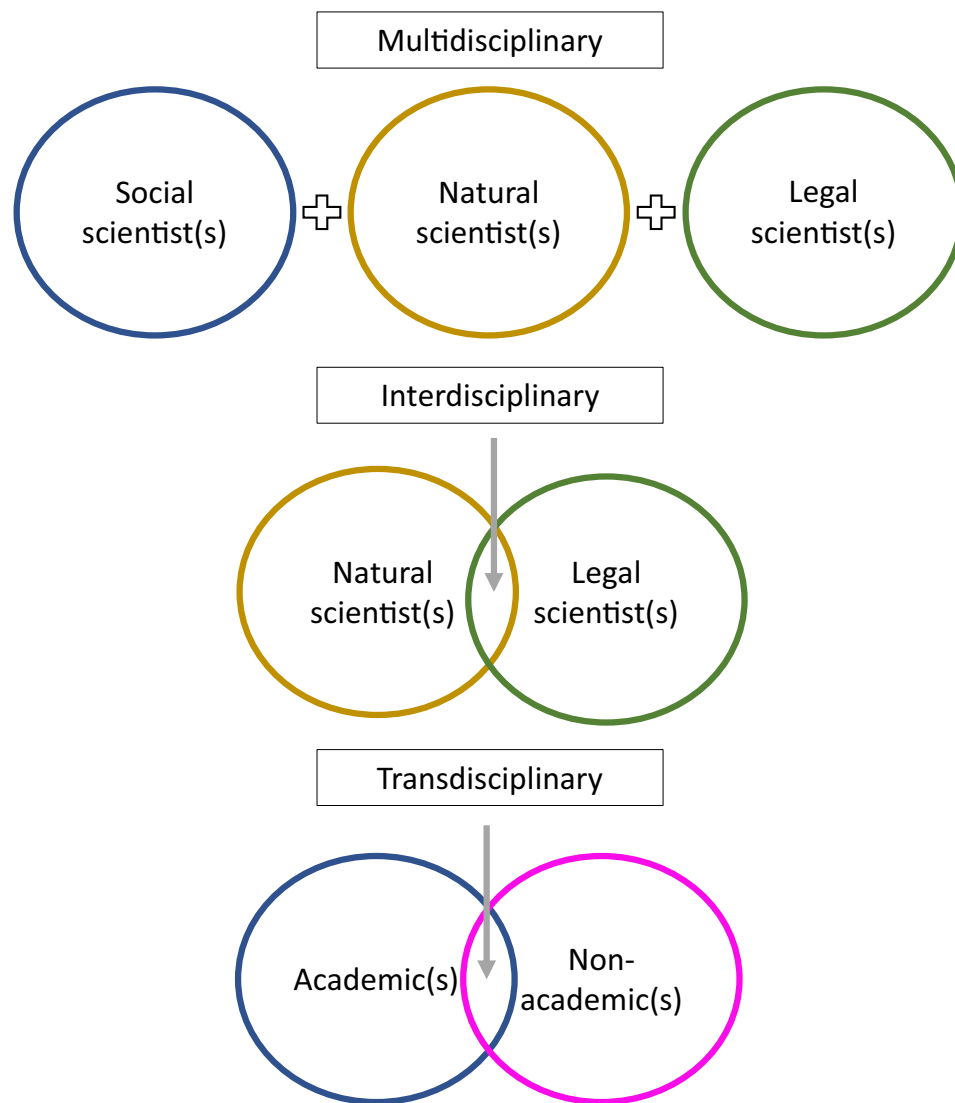 Multidisciplinary
Social
scientist(s)
Natural
scientist(s)
Legal
scientist(s)
Interdisciplinary
Natural
scientist(s)
Legal
scientist(s)
Transdisciplinary
Academic(s)
Non-
academic(s)